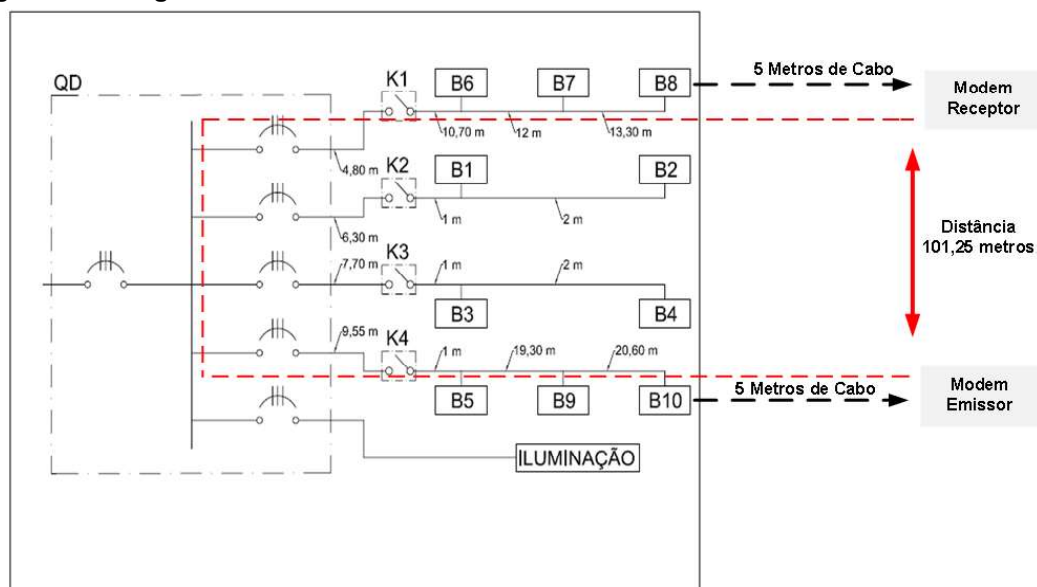 QD
K1
B6
B7
B8
5 Metros de Cabo
Modem
Receptor
10,70 m
12 m
13,30 m
4,80 m
K2
B1
B2
1 m
2 m
6,30 m
Distância
101,25 metros
K3
7,70 m
1 m
2 m
B3
B4
9,55 m
K4
1 m
19,30 m
20,60 m
B5
B9
B10
5 Metros de Cabo
Modem
Emissor
ILUMINAÇÃO